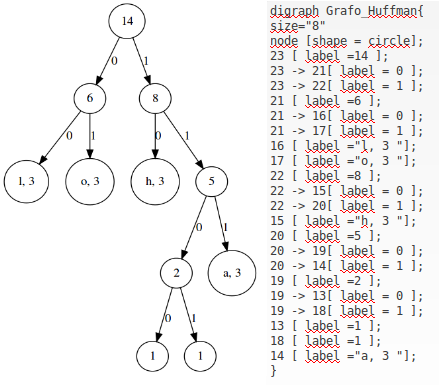 14
0
1
6
8
0
1
0
1
l, 3
o, 3
h, 3
5
0
1
2
a, 3
0
1
1
1
digraph Grafo_Huffman{
size="8"
node [shape = circle];
23 [ label =14 ];
23 -> 21[ label = 0 ];
23 -> 22[ label = 1 ];
21 [ label =6 ];
21 -> 16[ label = 0 ];
21 -> 17[ label = 1 ];
16 [ label ="l, 3 "];
17 [ label ="o, 3 "];
22 [ label =8 ];
22 -> 15[ label = 0 ];
22 -> 20[ label = 1 ];
15 [ label ="h, 3 "];
20 [ label =5 ];
20 -> 19[ label = 0 ];
20 -> 14[ label = 1 ];
19 [ label =2 ];
19 -> 13[ label = 0 ];
19 -> 18[ label = 1 ];
13 [ label =1 ];
18 [ label =1 ];
14 [ label ="a, 3 "];
}